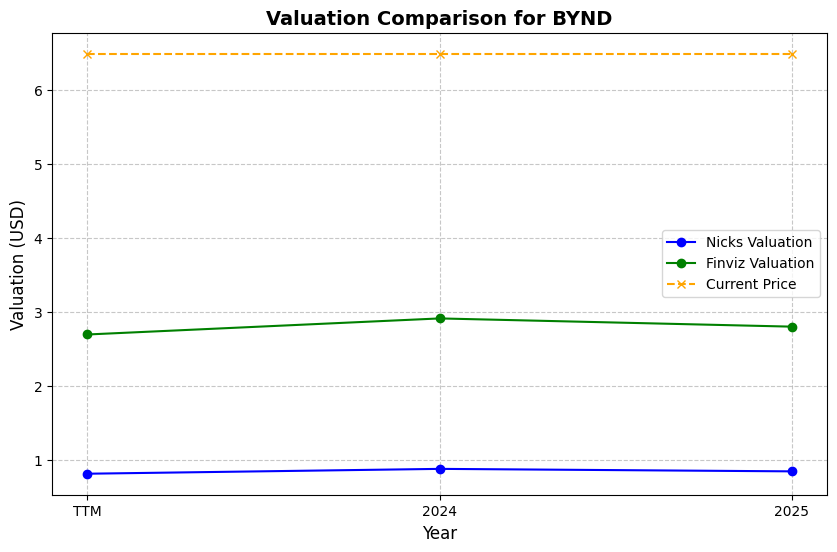 Valuation Comparison for BYND
Valuation (USD)
6
5
4
3
2
1
Nicks Valuation
Finviz Valuation
Current Price
TTM
2024
2025
Year